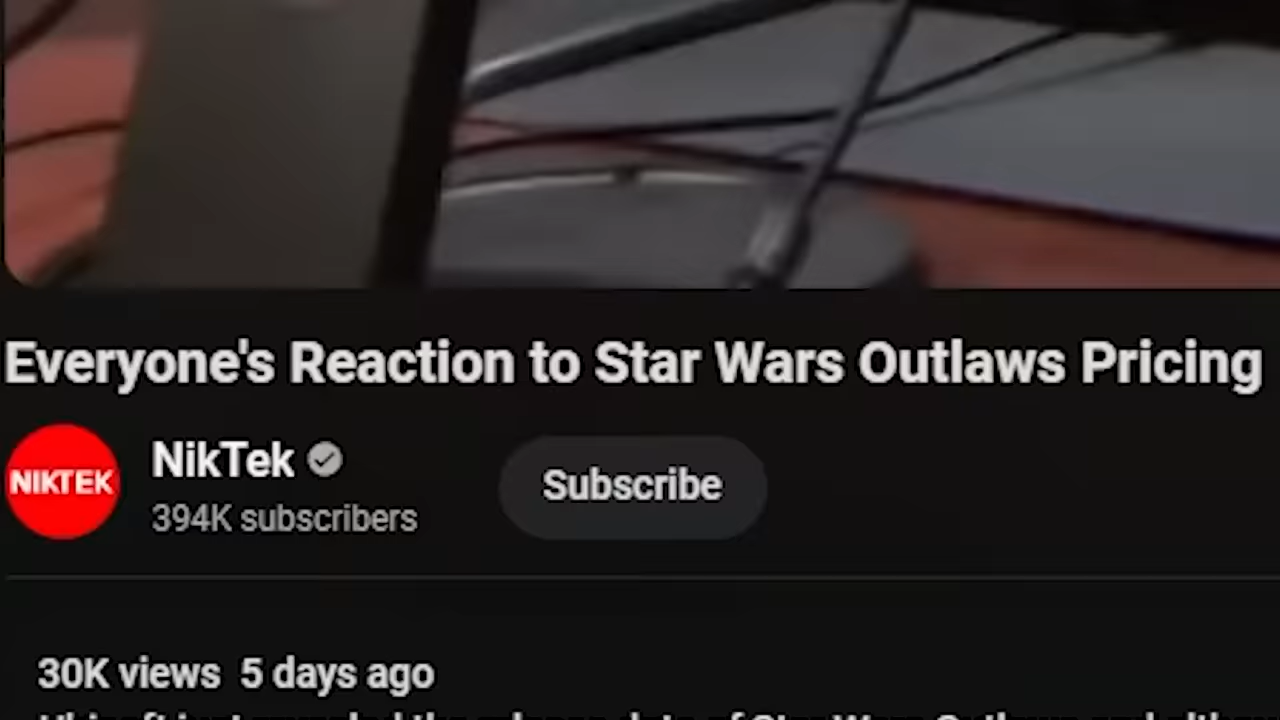 Everyone's Reaction to Star Wars Outlaws Pricing
NIKTEK
NikTek
394K subscribers
Subscribe
30K views 5 days ago